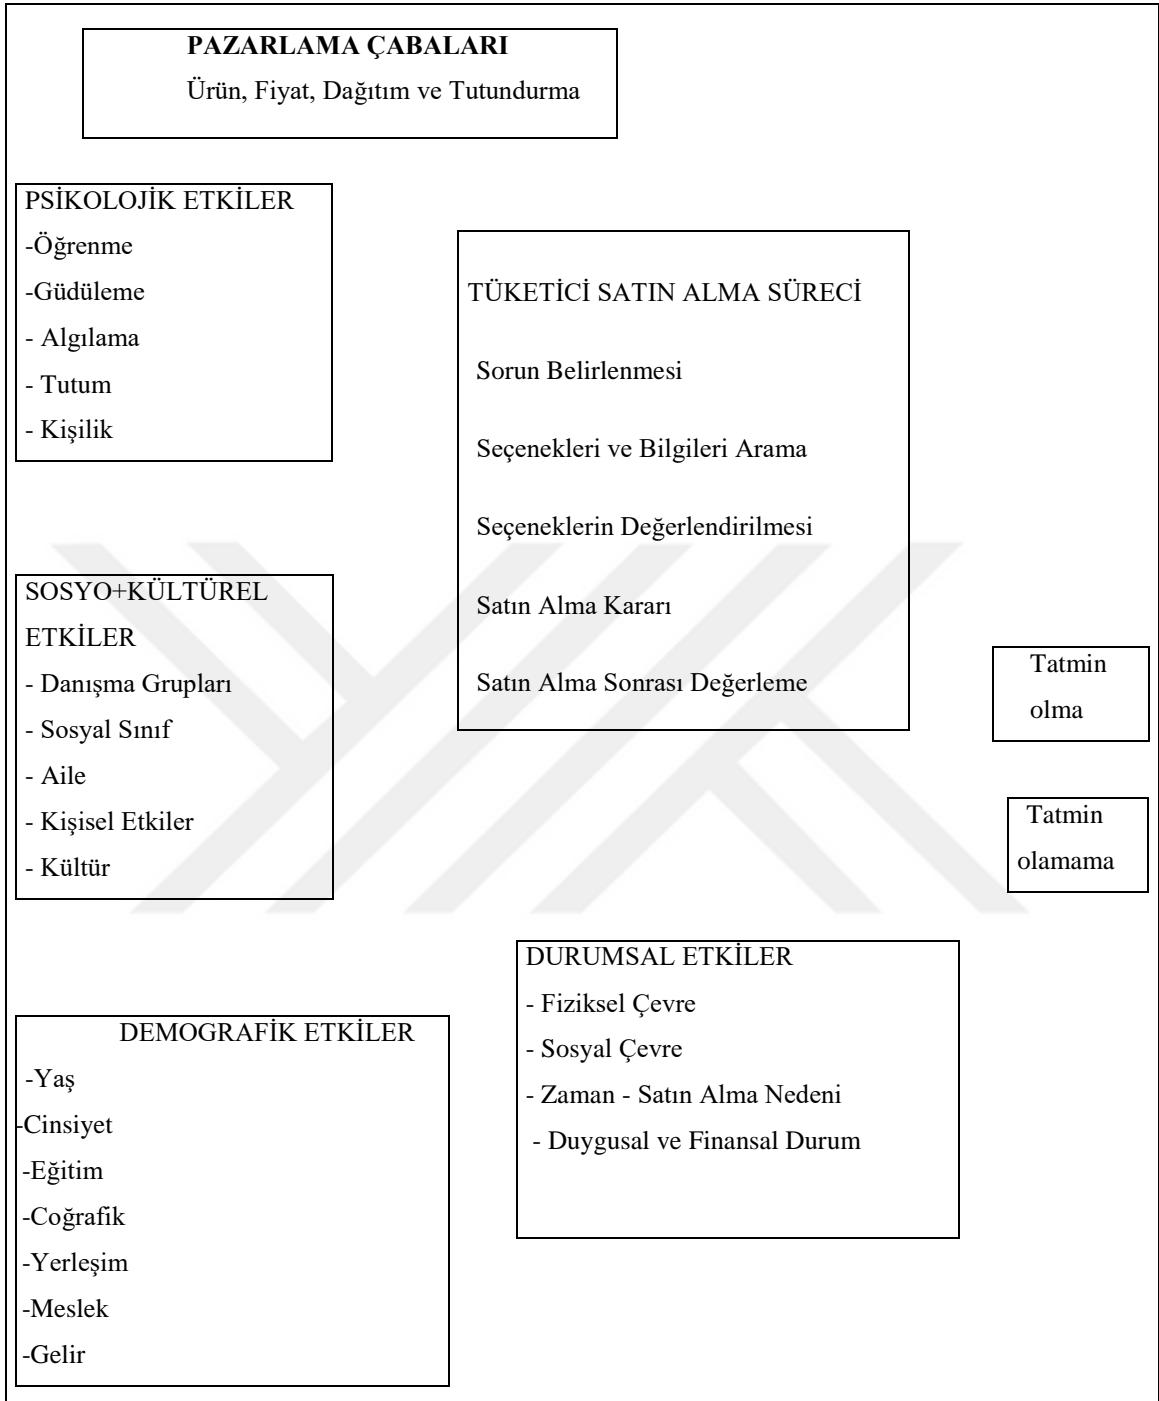 PAZARLAMA ÇABALARI
Ürün, Fiyat, Dağıtım ve Tutundurma
PSİKOLOJİK ETKİLER
-Öğrenme
-Güdüleme
- Algılama
- Tutum
- Kişilik
TÜKETİCİ SATIN ALMA SÜRECİ
Sorun Belirlenmesi
Seçenekleri ve Bilgileri Arama
Seçeneklerin Değerlendirilmesi
Satın Alma Kararı
Satın Alma Sonrası Değerleme
SOSYO+KÜLTÜREL
ETKİLER
- Danışma Grupları
- Sosyal Sınıf
- Aile
- Kişisel Etkiler
- Kültür
Tatmin
olma
Tatmin
olamama
DURUMSAL ETKİLER
- Fiziksel Çevre
- Sosyal Çevre
- Zaman - Satın Alma Nedeni
- Duygusal ve Finansal Durum
DEMOGRAFİK ETKİLER
-Yaş
-Cinsiyet
-Eğitim
-Coğrafik
-Yerleşim
-Meslek
-Gelir